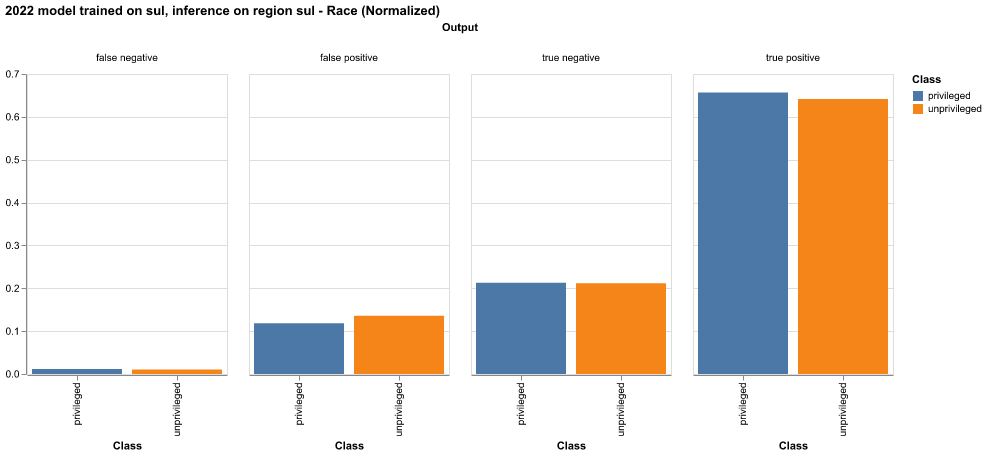 2022 model trained on sul, inference on region sul - Race (Normalized)
Output
false negative
false positive
true negative
true positive
0.7
0.6
0.5
0.4
0.3
0.2
0.1
0.0
privileged
unprivileged
privileged
unprivileged
privileged
unprivileged
privileged
unprivileged
Class
Class
Class
Class
Class
privileged
unprivileged